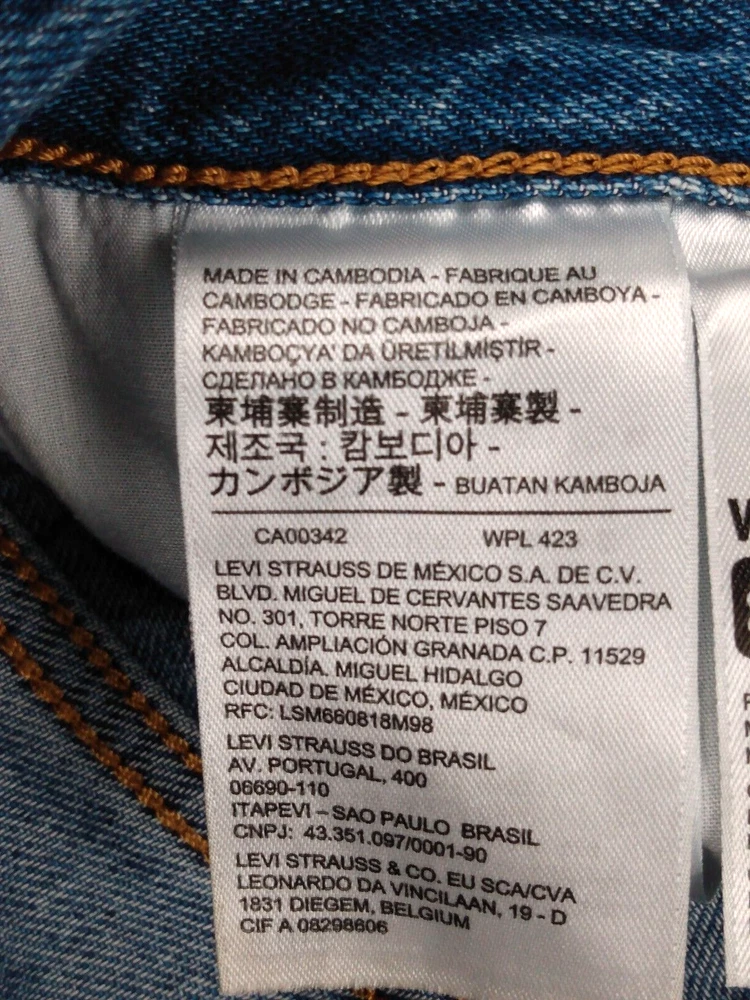 MADE IN CAMBODIA - FABRIQUE AU
CAMBODGE - FABRICADO EN CAMBOYA -
FABRICADO NO CAMBOJA -
KAMBOÇYA' DA ÜRETİLMİŞTİR -
СДЕЛАНО В КАМБОДЖЕ -
柬埔寨制造 - 柬埔寨製 -
제조국 : 캄보디아 -
カンボジア製 - BUATAN KAMBOJA
CA00342 WPL 423
LEVI STRAUSS DE MÉXICO S.A. DE C.V.
BLVD. MIGUEL DE CERVANTES SAAVEDRA
NO. 301, TORRE NORTE PISO 7
COL. AMPLIACIÓN GRANADA C.P. 11529
ALCALDÍA. MIGUEL HIDALGO
CIUDAD DE MÉXICO, MÉXICO
RFC: LSM660818M98
LEVI STRAUSS DO BRASIL
AV. PORTUGAL, 400
06690-110
ITAPEVI – SAO PAULO BRASIL
CNPJ: 43.351.097/0001-90
LEVI STRAUSS & CO. EU SCA/CVA
LEONARDO DA VINCILAAN, 19 - D
1831 DIEGEM, BELGIUM
CIF A 08298606